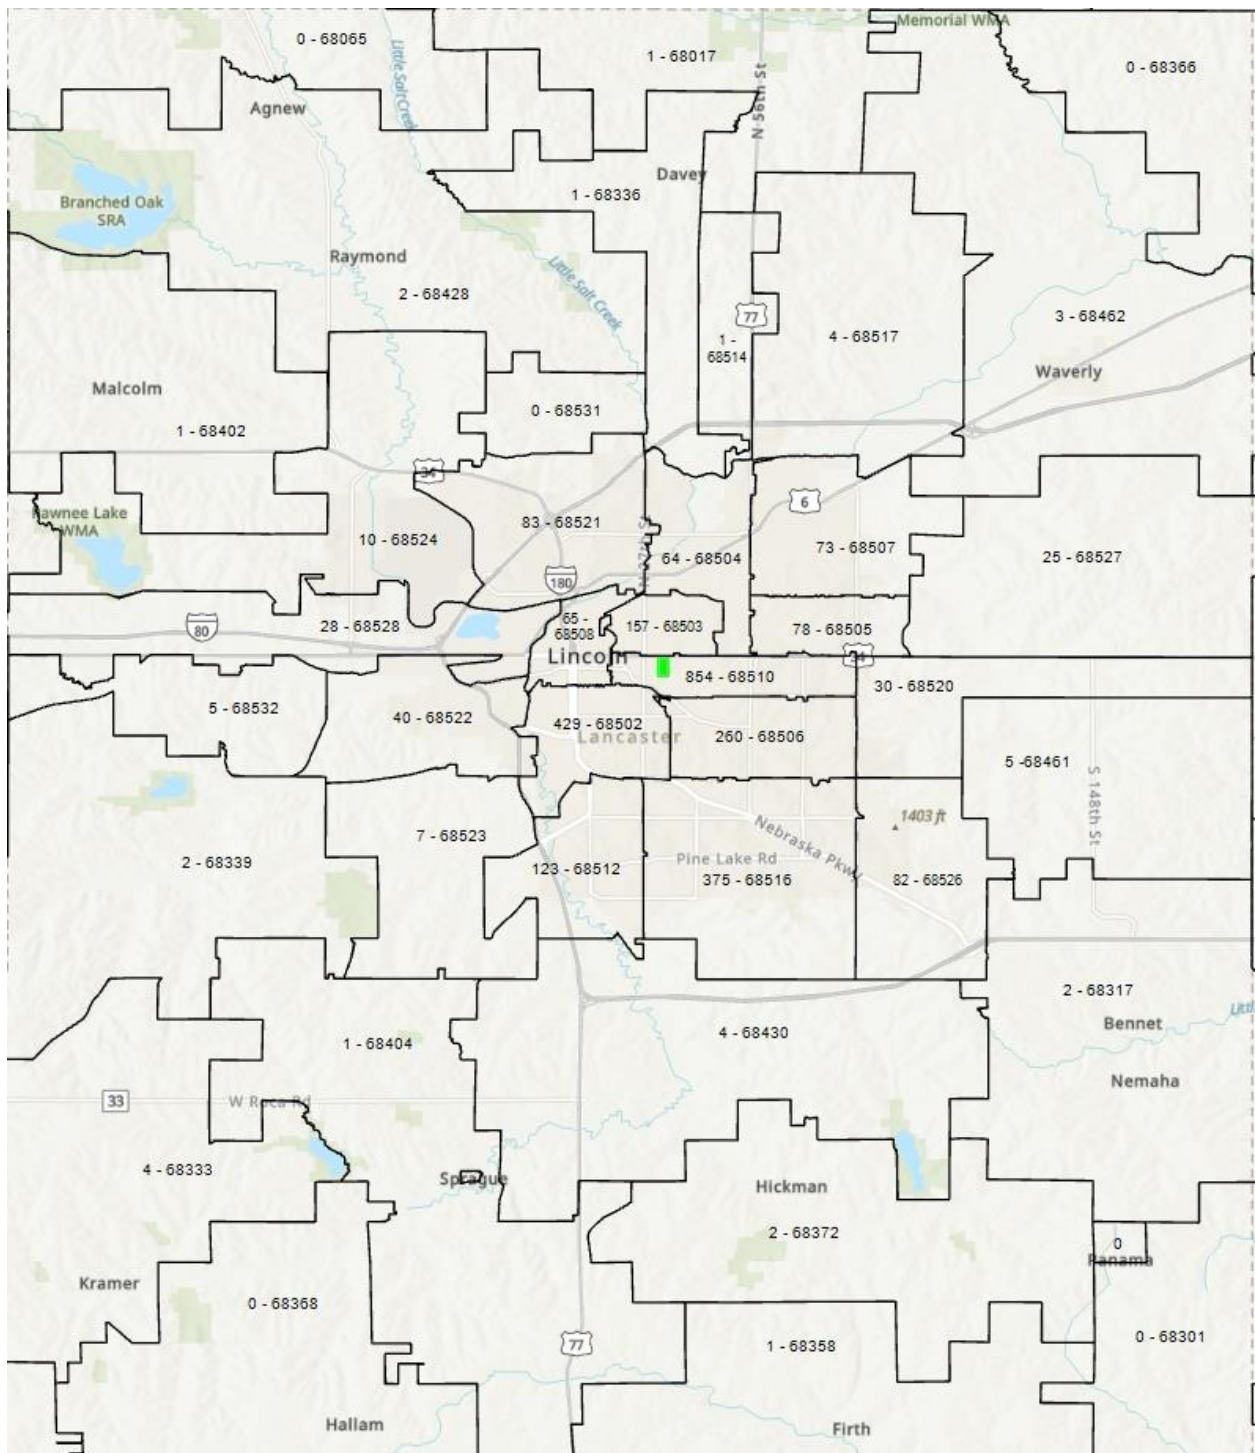 Memorial WMA
0 - 68065
Little Salt Creek
1 - 68017
0 - 68366
N 56th St
Agnew
Davey
1 - 68336
Branched Oak
SRA
Raymond
2 - 68428
Little Salt Creek
77
1 -
68514
4 - 68517
3 - 68462
Waverly
Malcolm
1 - 68402
0 - 68531
34
Pawnee Lake
WMA
10 - 68524
83 - 68521
N 27th St
64 - 68504
6
73 - 68507
25 - 68527
180
80
28 - 68528
65 -
68508
157 - 68503
78 - 68505
Lincoln
34
854 - 68510
30 - 68520
5 - 68532
40 - 68522
429 - 68502
Lancaster
260 - 68506
5 -68461
S 148th St
1403 ft
7 - 68523
Nebraska Pkwy
2 - 68339
123 - 68512
Pine Lake Rd
375 - 68516
82 - 68526
2 - 68317
Bennet
4 - 68430
1 - 68404
33
W Roca Rd
Nemaha
4 - 68333
Sprague
Hickman
2 - 68372
0
Panama
Kramer
0 - 68368
77
1 - 68358
0 - 68301
Hallam
Firth